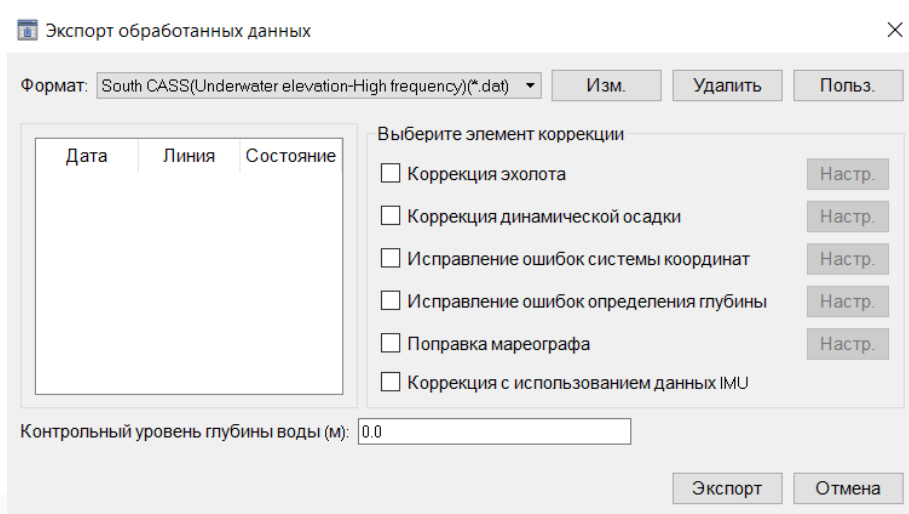 Экспорт обработанных данных
Формат: South CASS(Underwater elevation-High frequency)(*.dat) Изм. Удалить Польз.
Выберите элемент коррекции
Дата Линия Состояние
Коррекция эхолота Настр.
Коррекция динамической осадки Настр.
Исправление ошибок системы координат Настр.
Исправление ошибок определения глубины Настр.
Поправка мареографа Настр.
Коррекция с использованием данных IMU
Контрольный уровень глубины воды (м): 0.0
Экспорт Отмена